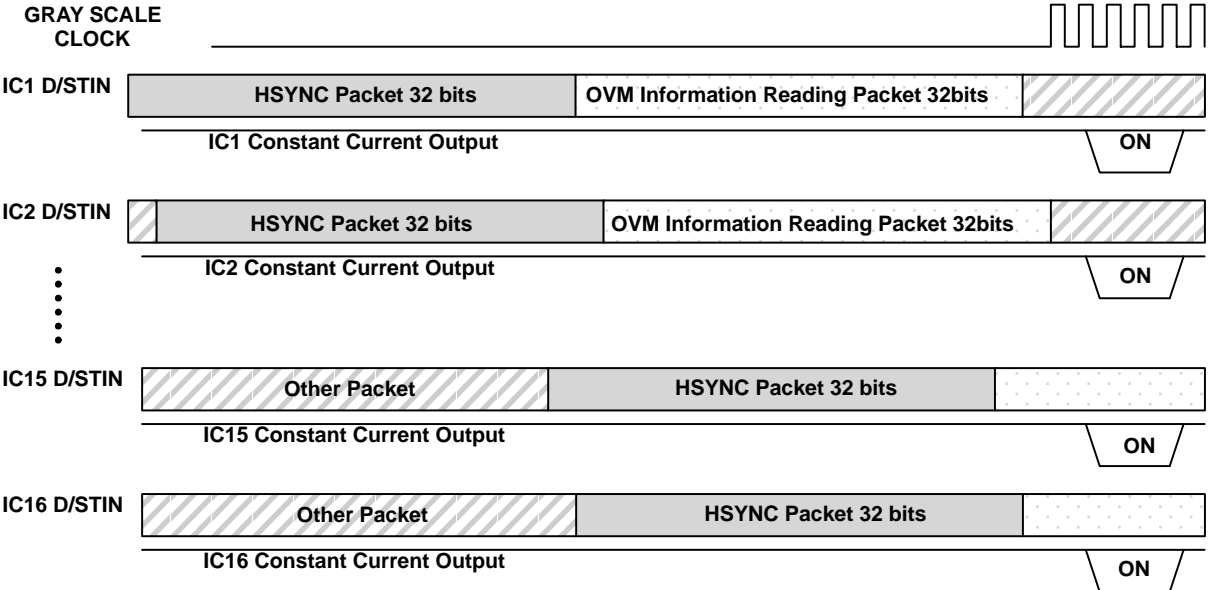 GRAY SCALE
CLOCK
IC1 D/STIN
HSYNC Packet 32 bits
OVM Information Reading Packet 32bits
IC1 Constant Current Output
ON
IC2 D/STIN
HSYNC Packet 32 bits
OVM Information Reading Packet 32bits
IC2 Constant Current Output
ON
IC15 D/STIN
Other Packet
HSYNC Packet 32 bits
IC15 Constant Current Output
ON
IC16 D/STIN
Other Packet
HSYNC Packet 32 bits
IC16 Constant Current Output
ON